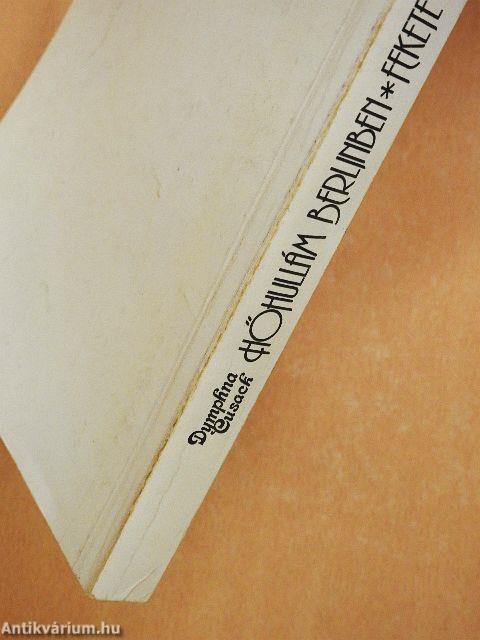 Dymphna
Cusack
HŐHULLÁM BERLINBEN * FEKETE
Antikvárium.hu